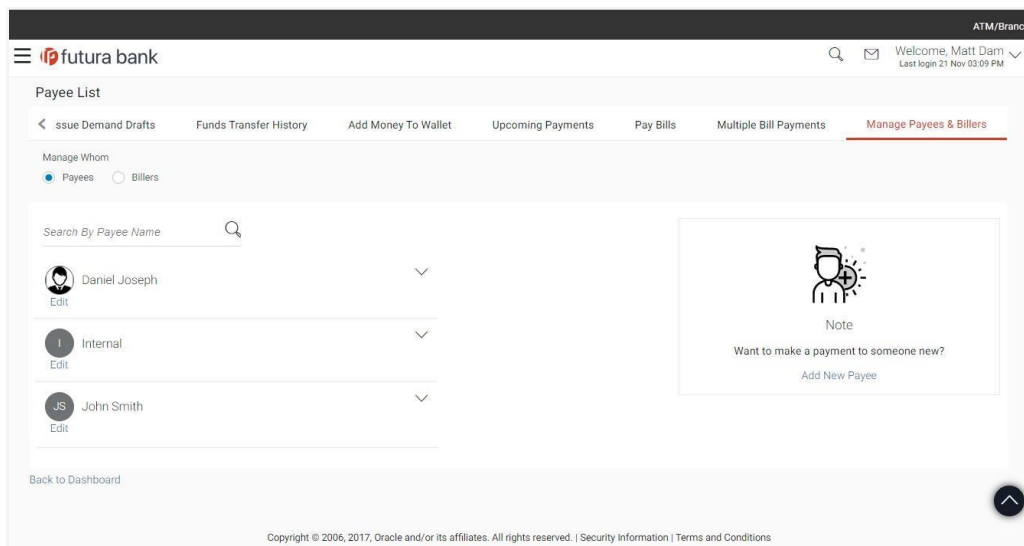 ATM/Branc
futura bank
Welcome, Matt Dam
Last login 21 Nov 03:09 PM
Payee List
ssue Demand Drafts Funds Transfer History Add Money To Wallet Upcoming Payments Pay Bills Multiple Bill Payments Manage Payees & Billers
Manage Whom
Payees Billers
Search By Payee Name
Daniel Joseph
Edit
I Internal
Edit
JS John Smith
Edit
Note
Want to make a payment to someone new?
Add New Payee
Back to Dashboard
Copyright © 2006, 2017, Oracle and/or its affiliates. All rights reserved. | Security Information | Terms and Conditions